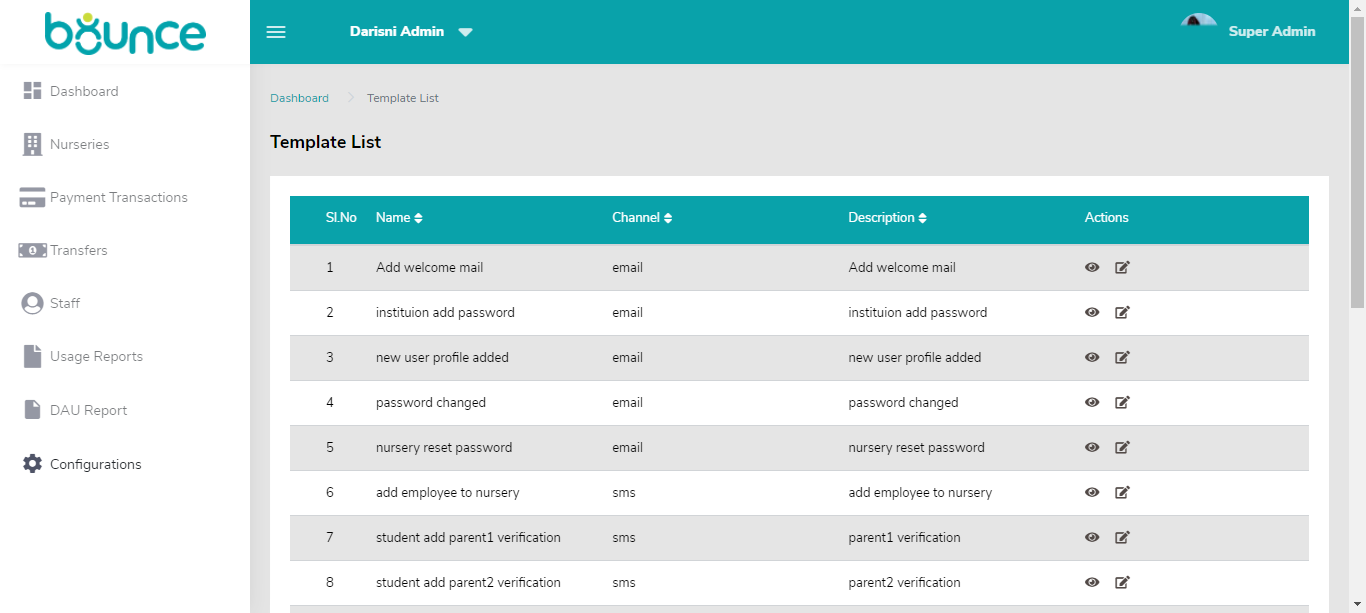 bounce
Darisni Admin
Super Admin
Dashboard
Nurseries
Payment Transactions
Transfers
Staff
Usage Reports
DAU Report
Configurations
Dashboard Template List
Template List
Sl.No Name Channel Description Actions
1 Add welcome mail email Add welcome mail
2 instituion add password email instituion add password
3 new user profile added email new user profile added
4 password changed email password changed
5 nursery reset password email nursery reset password
6 add employee to nursery sms add employee to nursery
7 student add parent1 verification sms parent1 verification
8 student add parent2 verification sms parent2 verification